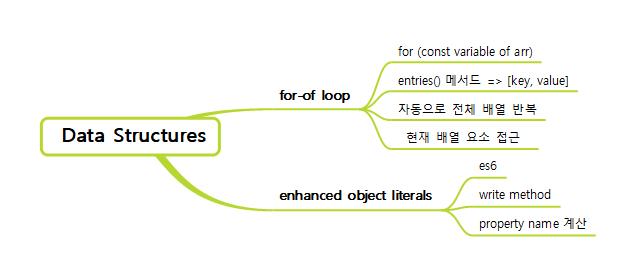 Data Structures
for-of loop
for (const variable of arr)
entries() 메서드 => [key, value]
자동으로 전체 배열 반복
현재 배열 요소 접근
enhanced object literals
es6
write method
property name 계산